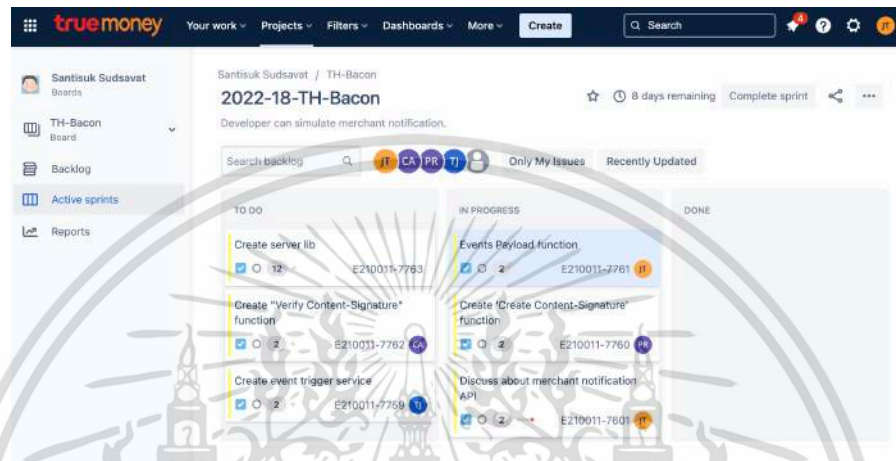 truemoney Your work Projects Filters Dashboards More Create Search 4 JT
Santisuk Sudsavat
Boards
TH-Bacon
Board
Backlog
Active sprints
Reports
Santisuk Sudsavat / TH-Bacon
2022-18-TH-Bacon
8 days remaining Complete sprint
Developer can simulate merchant notification.
Search backlog JT CA PR TJ Only My Issues Recently Updated
TO DO
Create server lib
12 E210011-7763
Create "Verify Content-Signature"
function
2 E210011-7762 CA
Create event trigger service
2 E210011-7759 TJ
IN PROGRESS
Events Payload function
2 E210011-7761 JT
Create 'Create Content-Signature'
function
2 E210011-7760 PR
Discuss about merchant notification
API
2 E210011-7601 JT
DONE